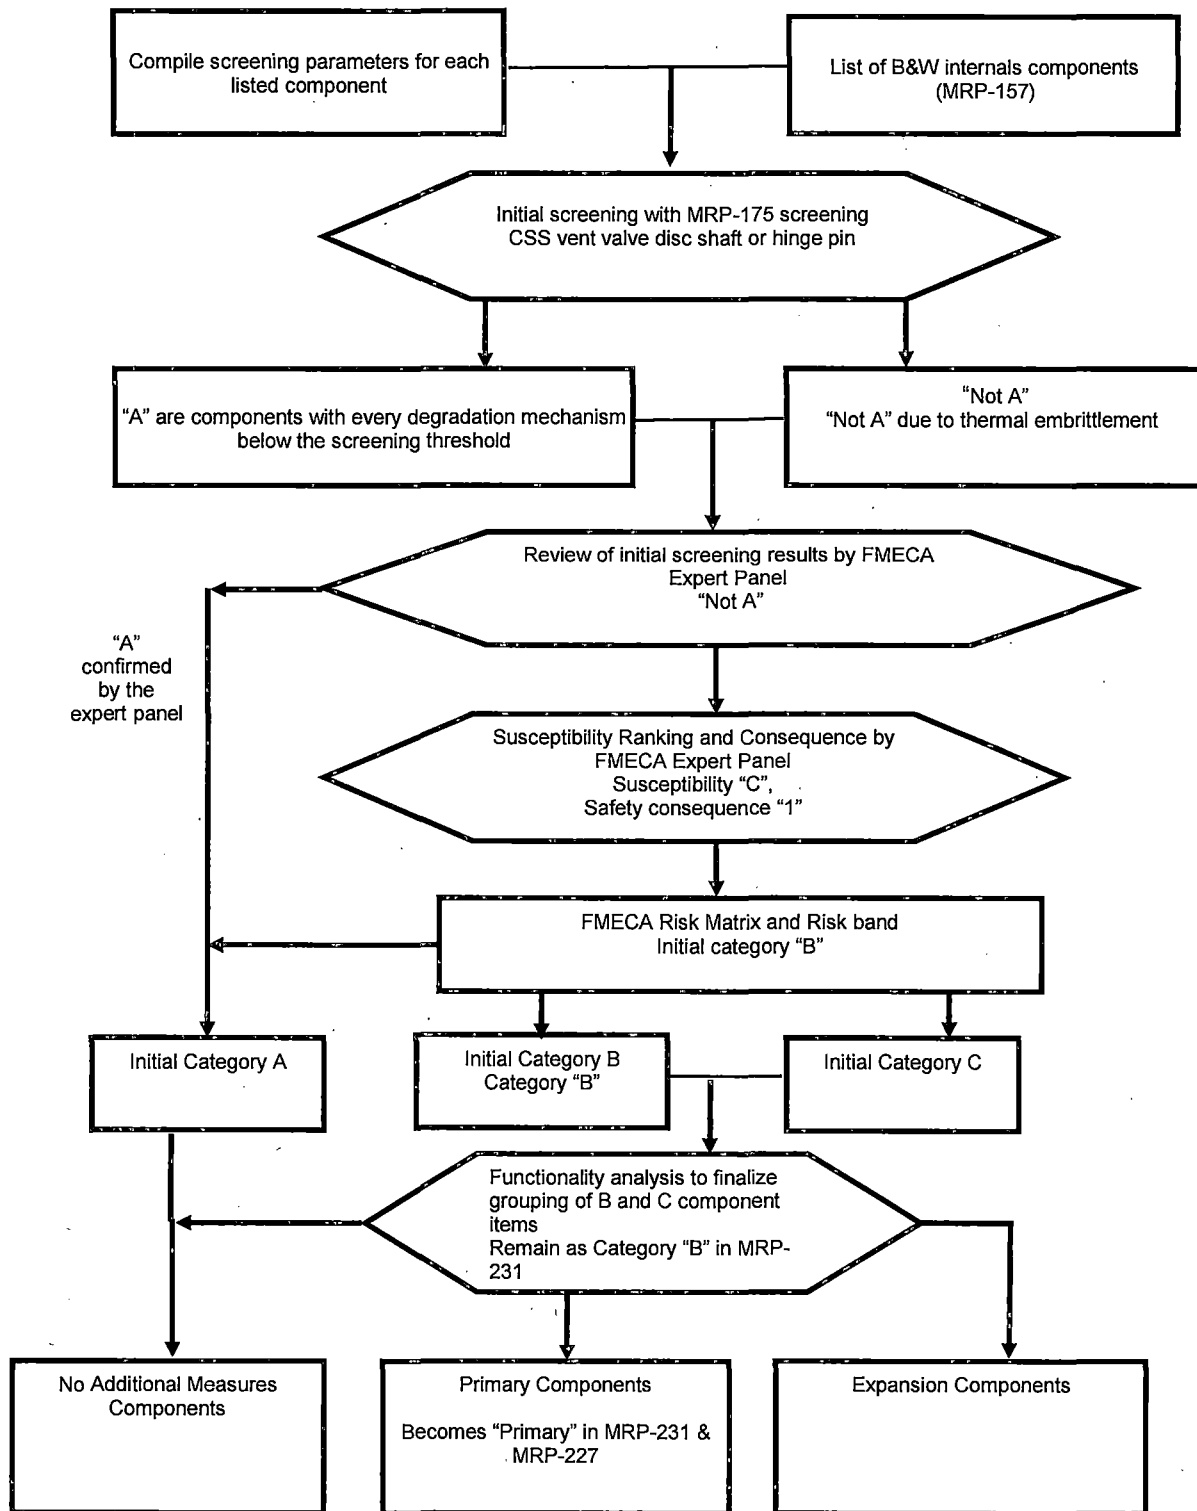 Compile screening parameters for each
listed component
List of B&W internals components
(MRP-157)
Initial screening with MRP-175 screening
CSS vent valve disc shaft or hinge pin
"A" are components with every degradation mechanism
below the screening threshold
"Not A"
"Not A" due to thermal embrittlement
Review of initial screening results by FMECA
Expert Panel
"Not A"
"A"
confirmed
by the
expert panel
Susceptibility Ranking and Consequence by
FMECA Expert Panel
Susceptibility "C",
Safety consequence "1"
FMECA Risk Matrix and Risk band
Initial category "B"
Initial Category A
Initial Category B
Category "B"
Initial Category C
Functionality analysis to finalize
grouping of B and C component
items
Remain as Category "B" in MRP-
231
No Additional Measures
Components
Primary Components
Becomes "Primary" in MRP-231 &
MRP-227
Expansion Components